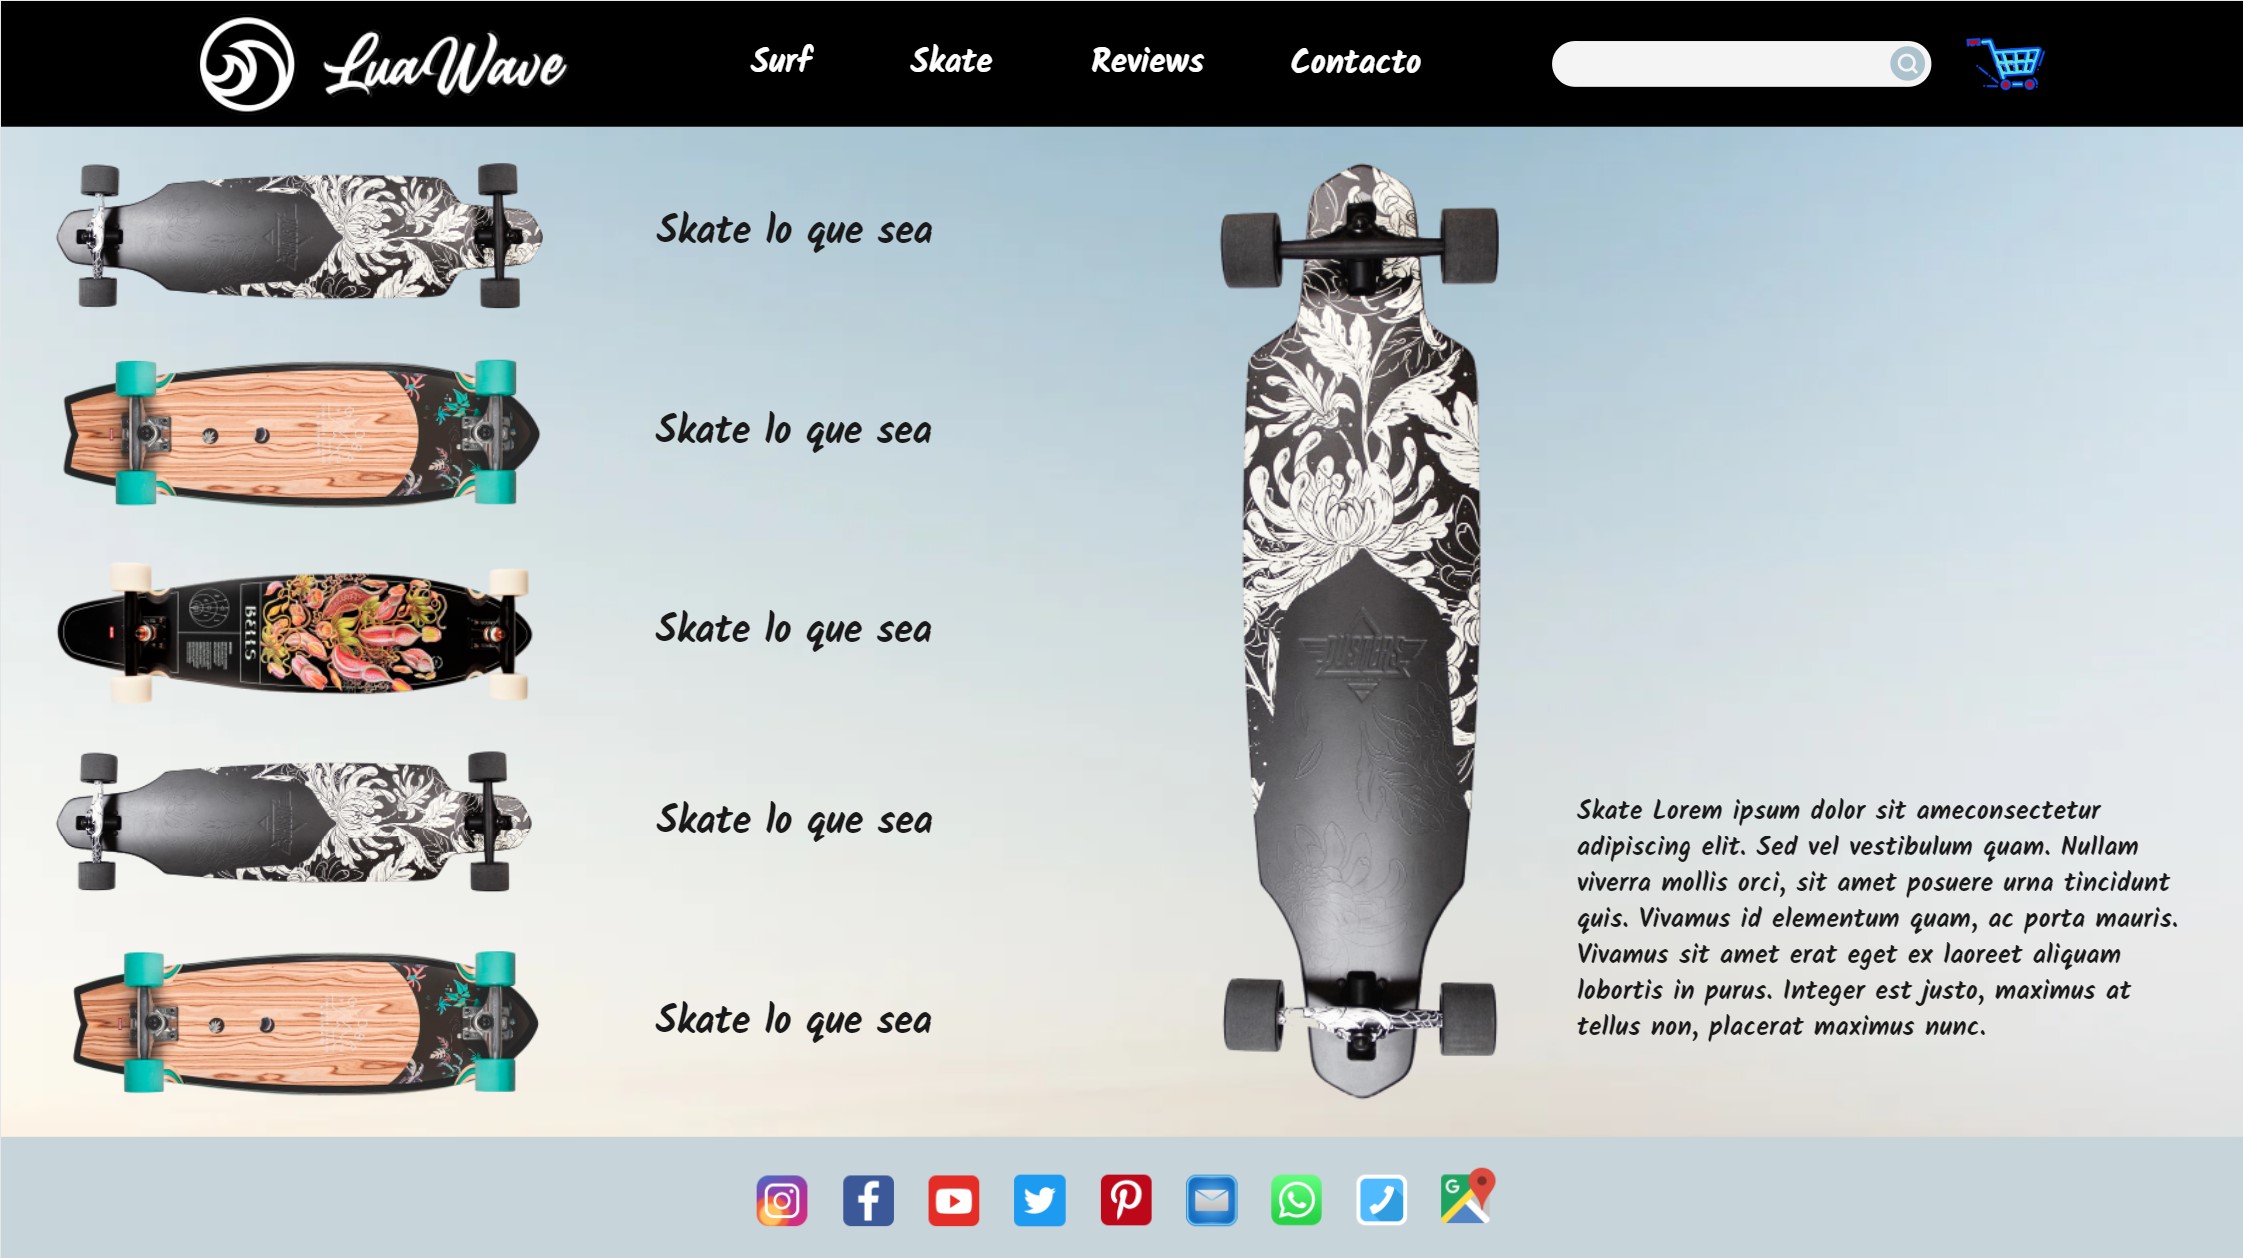 LuaWave
Surf
Skate
Reviews
Contacto
Skate lo que sea
Skate lo que sea
Skate lo que sea
Skate lo que sea
Skate lo que sea
DUSTERS
Skate Lorem ipsum dolor sit ameconsectetur
adipiscing elit. Sed vel vestibulum quam. Nullam
viverra mollis orci, sit amet posuere urna tincidunt
quis. Vivamus id elementum quam, ac porta mauris.
Vivamus sit amet erat eget ex laoreet aliquam
lobortis in purus. Integer est justo, maximus at
tellus non, placerat maximus nunc.
G